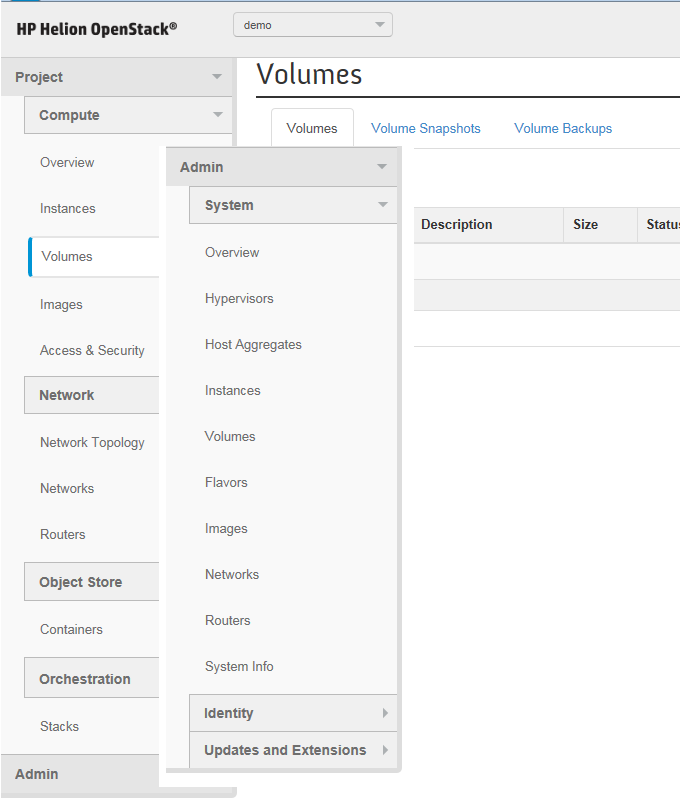 HP Helion OpenStack®
demo
Project
Compute
Overview
Instances
Volumes
Images
Access & Security
Network
Network Topology
Networks
Routers
Object Store
Containers
Orchestration
Stacks
Admin
Volumes
Volumes Volume Snapshots Volume Backups
Description Size Status
Admin
System
Overview
Hypervisors
Host Aggregates
Instances
Volumes
Flavors
Images
Networks
Routers
System Info
Identity
Updates and Extensions